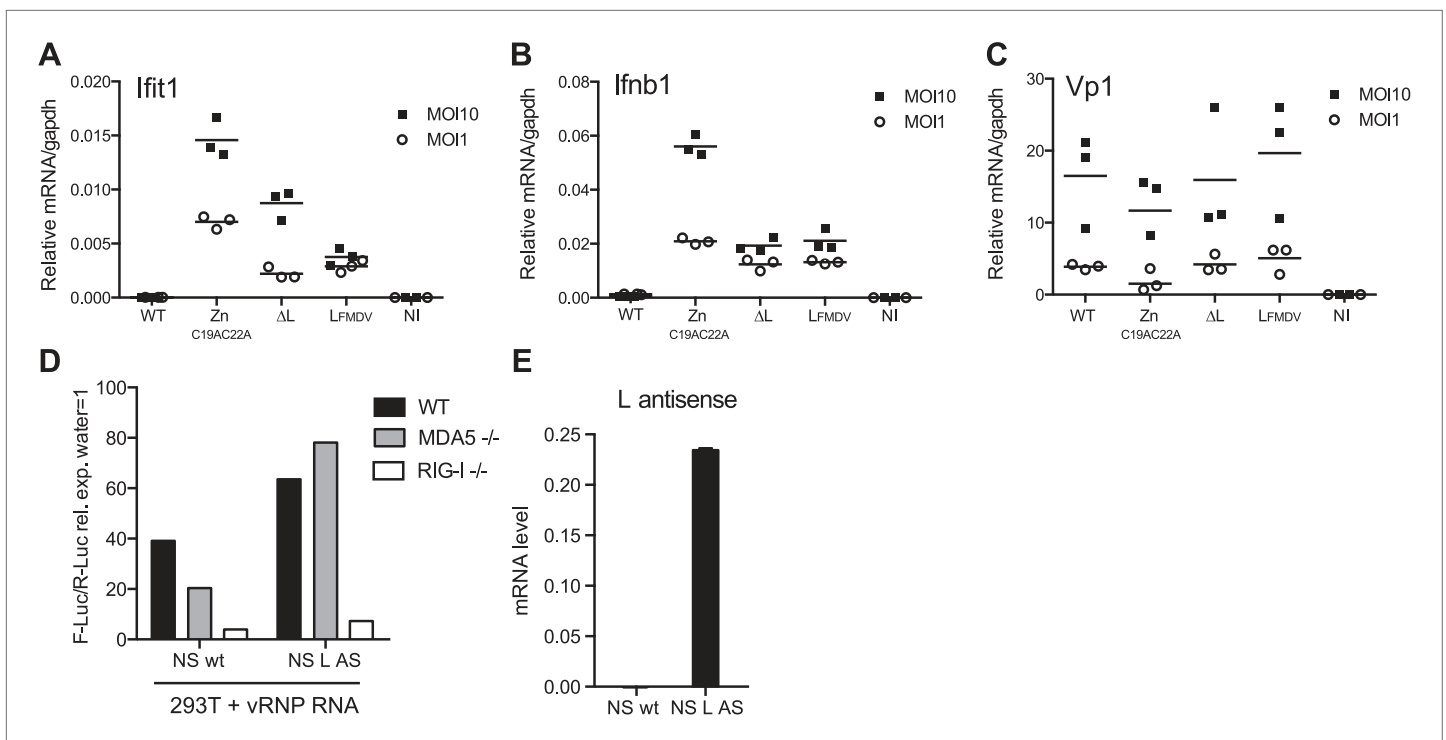 A
Ifit1
MOI10
MOI1
Relative mRNA/gapdh
0.020
0.015
0.010
0.005
0.000
WT Zn ΔL LFMDV NI
C19AC22A
B
Ifnb1
MOI10
MOI1
Relative mRNA/gapdh
0.08
0.06
0.04
0.02
0.00
WT Zn ΔL LFMDV NI
C19AC22A
C
Vp1
MOI10
MOI1
Relative mRNA/gapdh
30
20
10
0
WT Zn ΔL LFMDV NI
C19AC22A
D
F-Luc/R-Luc rel. exp. water=1
100
80
60
40
20
0
WT
MDA5 -/-
RIG-I -/-
NS wt NS L AS
293T + vRNP RNA
E
L antisense
mRNA level
0.25
0.20
0.15
0.10
0.05
0.00
NS wt NS L AS